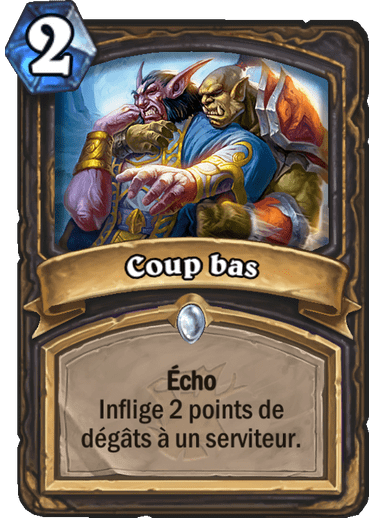 2
Coup bas
Écho
Inflige 2 points de
dégâts à un serviteur.